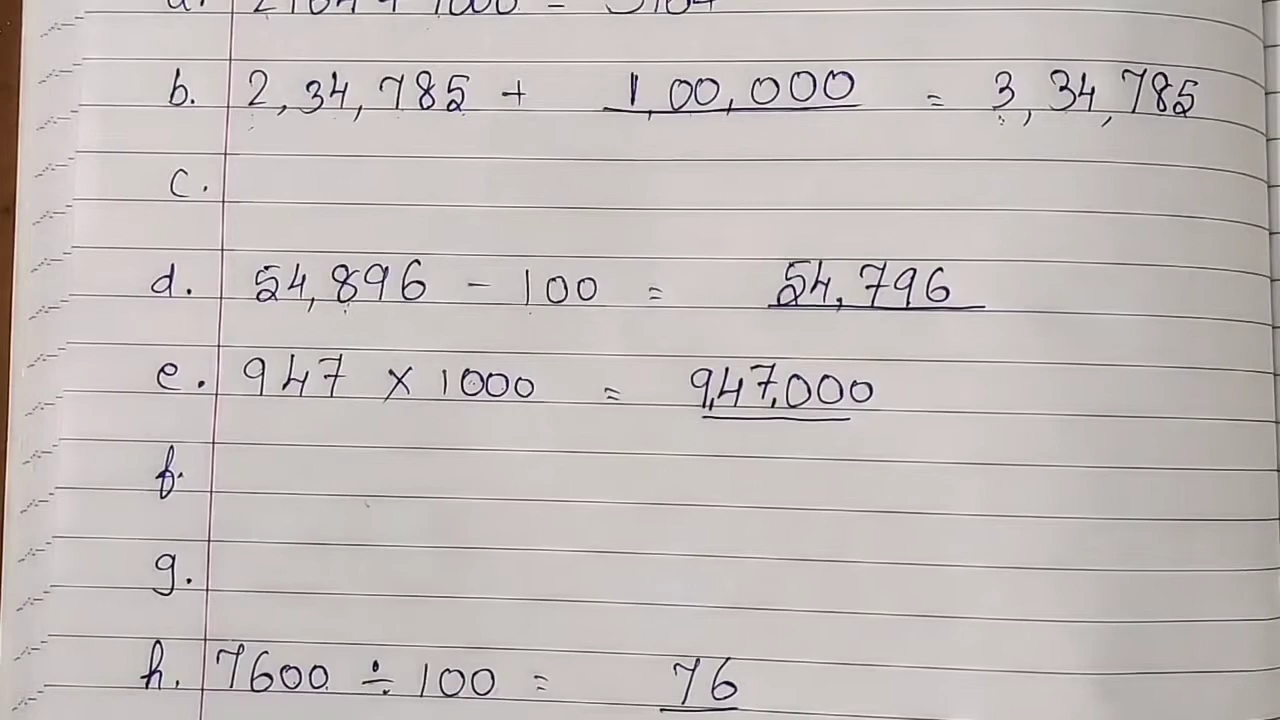 b. 2,34,785 + 1,00,000 = 3,34,785
c.
d. 54,896 - 100 = 54,796
e. 947 × 1000 = 9,47,000
f.
g.
h. 7600 ÷ 100 = 76